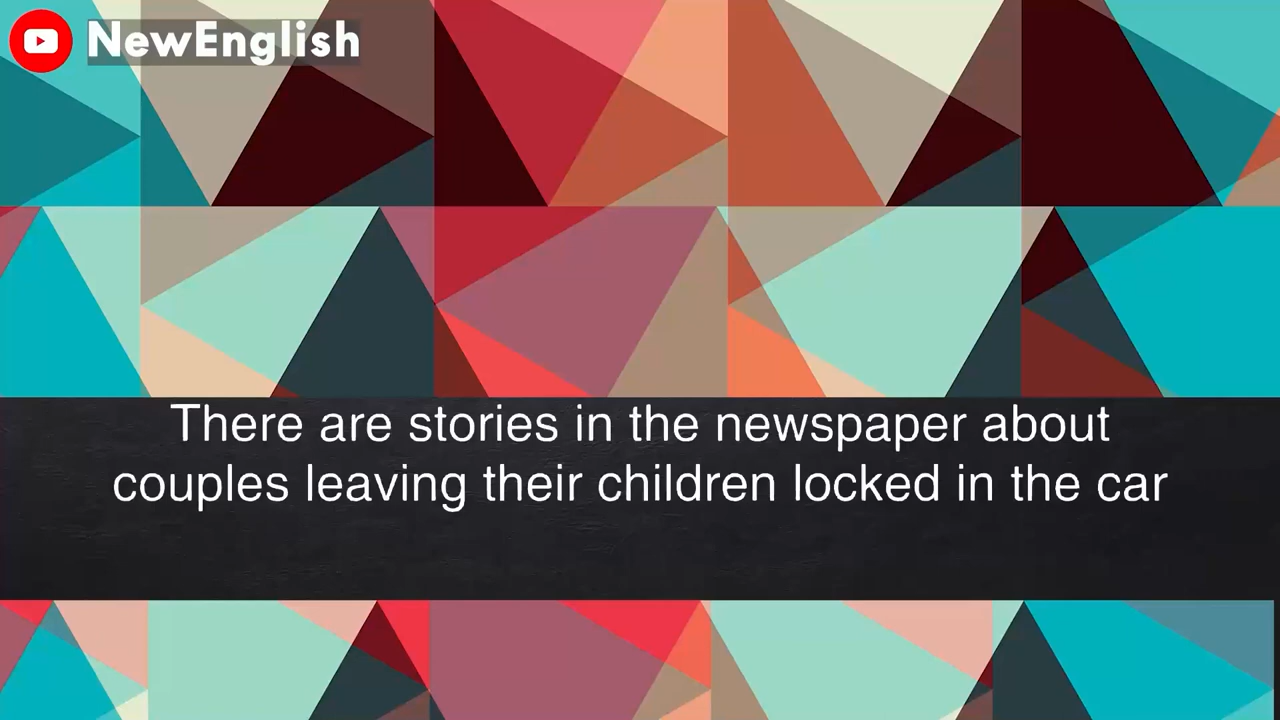 NewEnglish
There are stories in the newspaper about
couples leaving their children locked in the car